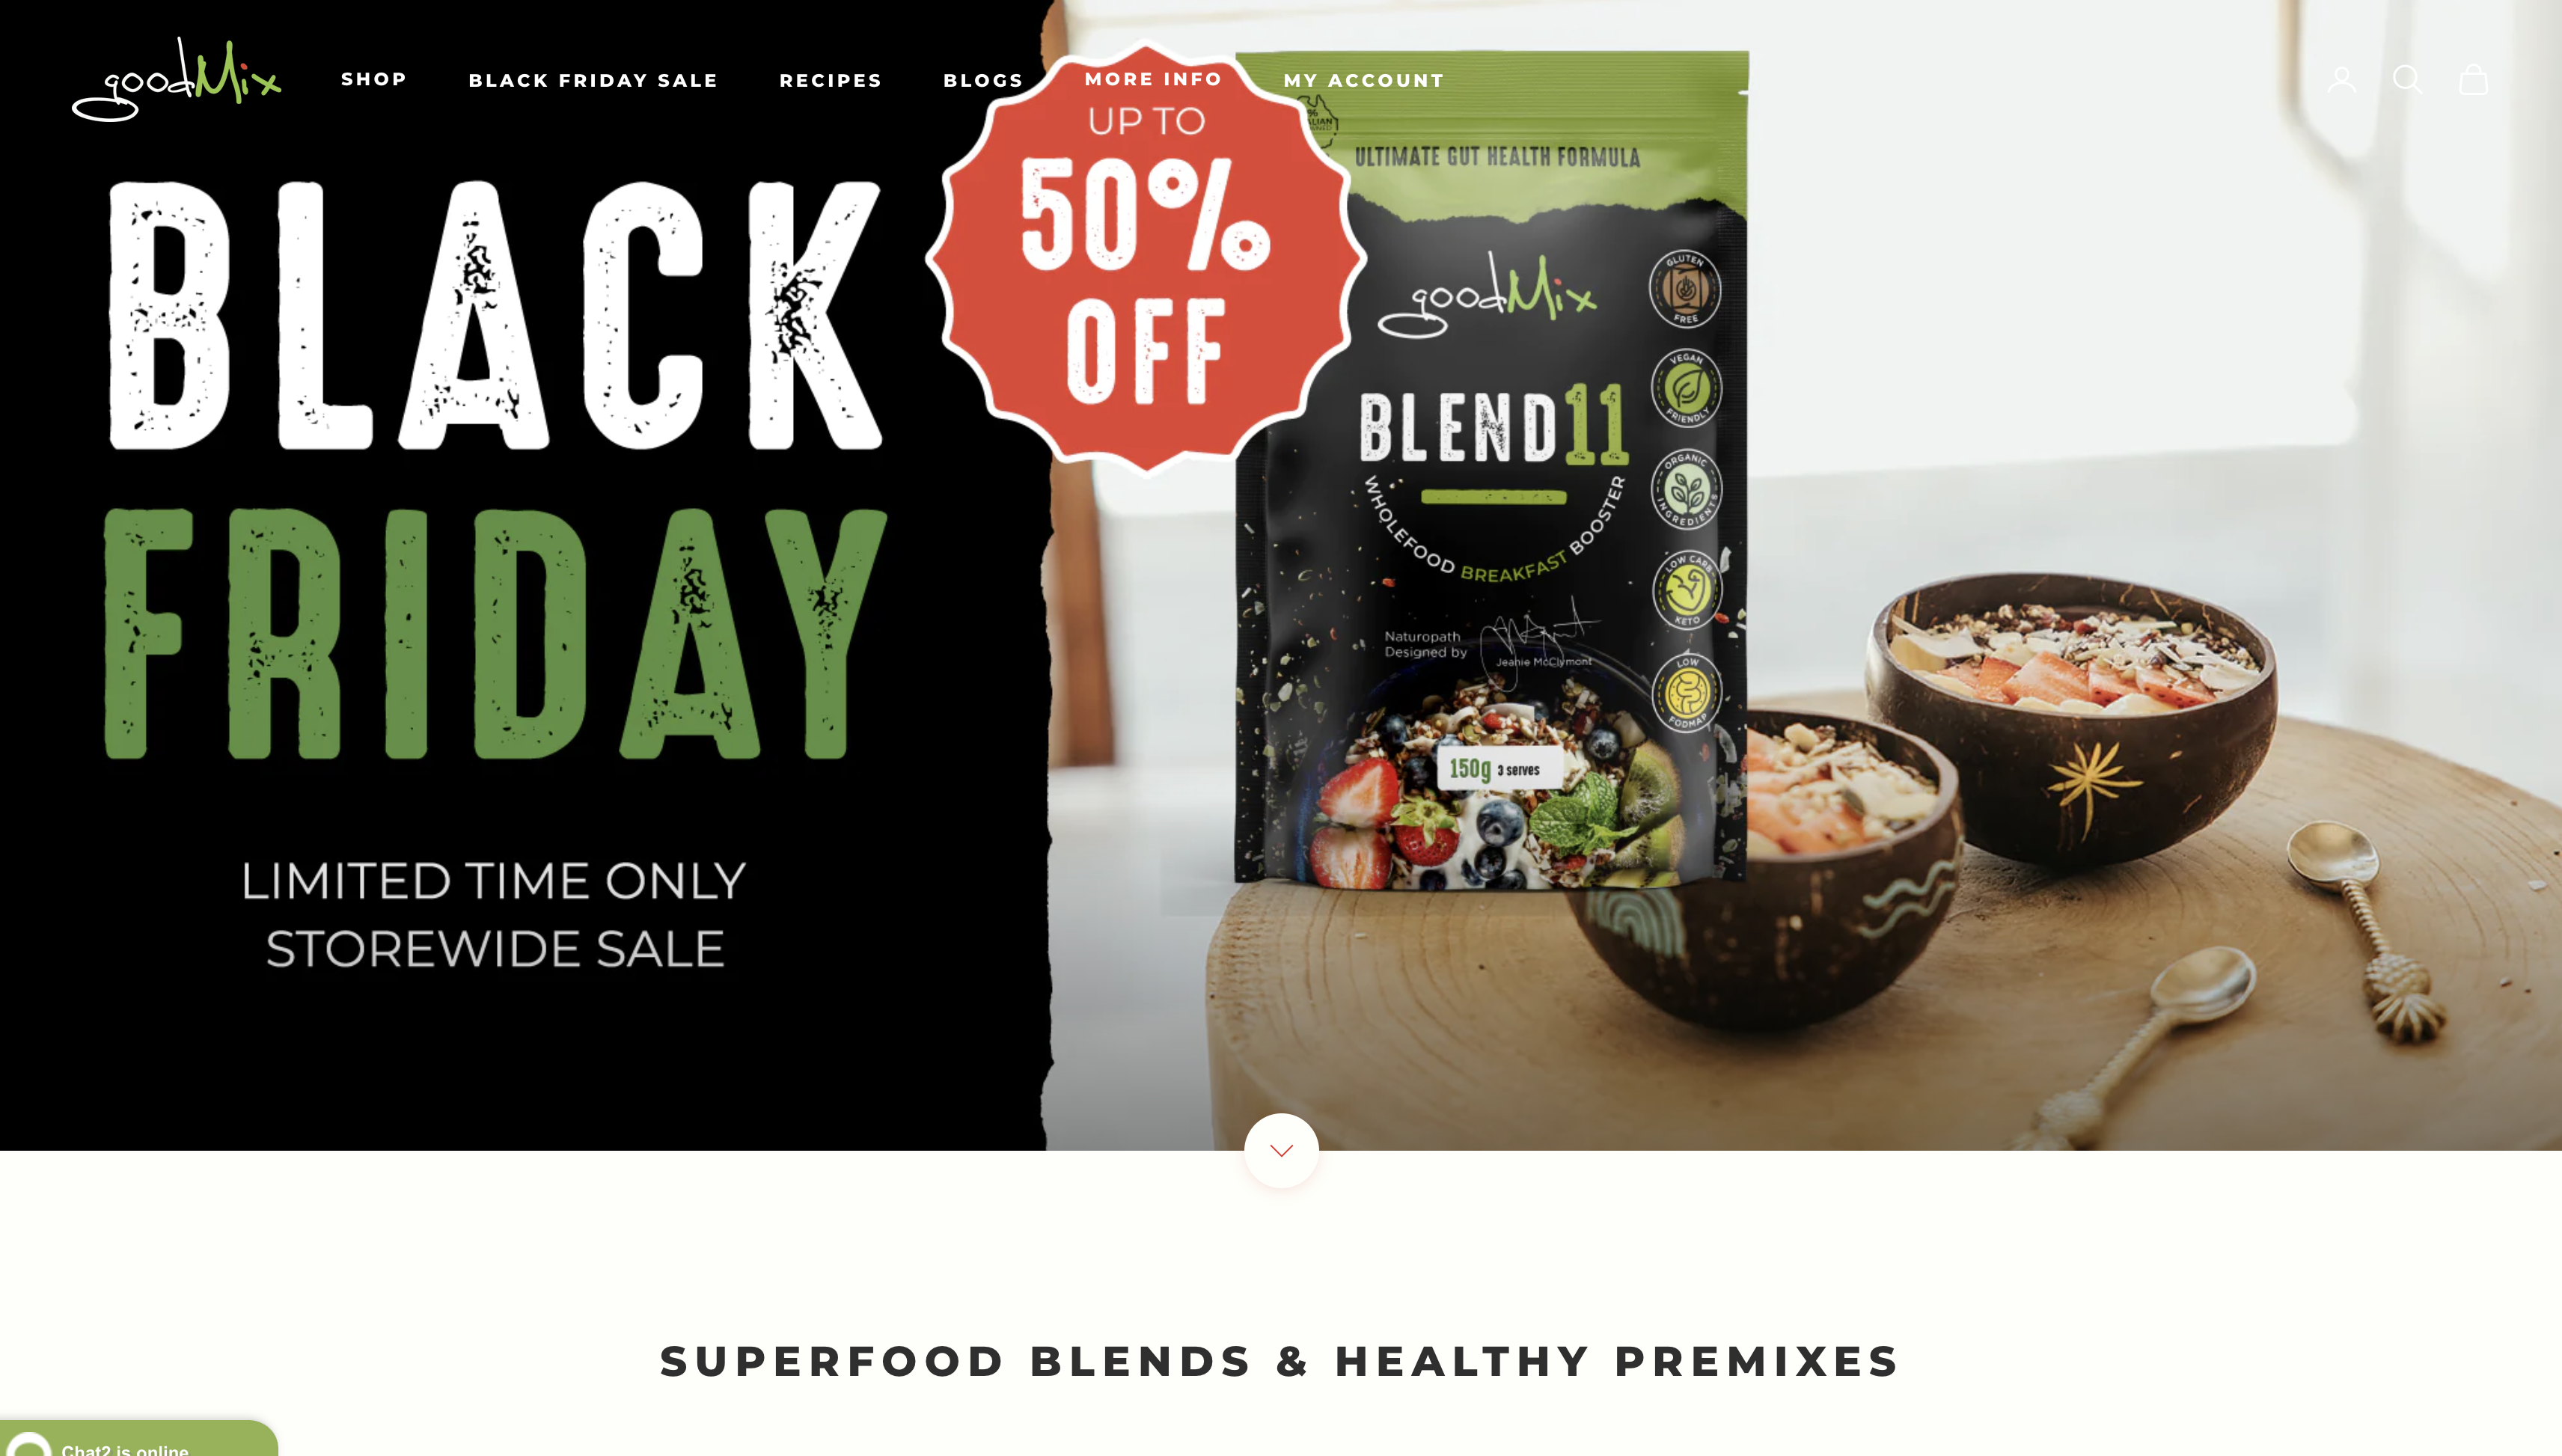 goodMix
SHOP
BLACK FRIDAY SALE
RECIPES
BLOGS
MORE INFO
MY ACCOUNT
BLACK
FRIDAY
LIMITED TIME ONLY
STOREWIDE SALE
UP TO
50%
OFF
ULTIMATE GUT HEALTH FORMULA
goodMix
BLEND11
WHOLEFOOD BREAKFAST BOOSTER
Naturopath
Designed by
Jeanie McClymont
150g 3 serves
GLUTEN
FREE
VEGAN
FRIENDLY
ORGANIC
INGREDIENTS
LOW CARB
KETO
LOW
FODMAP
SUPERFOOD BLENDS & HEALTHY PREMIXES
Chat2 is online